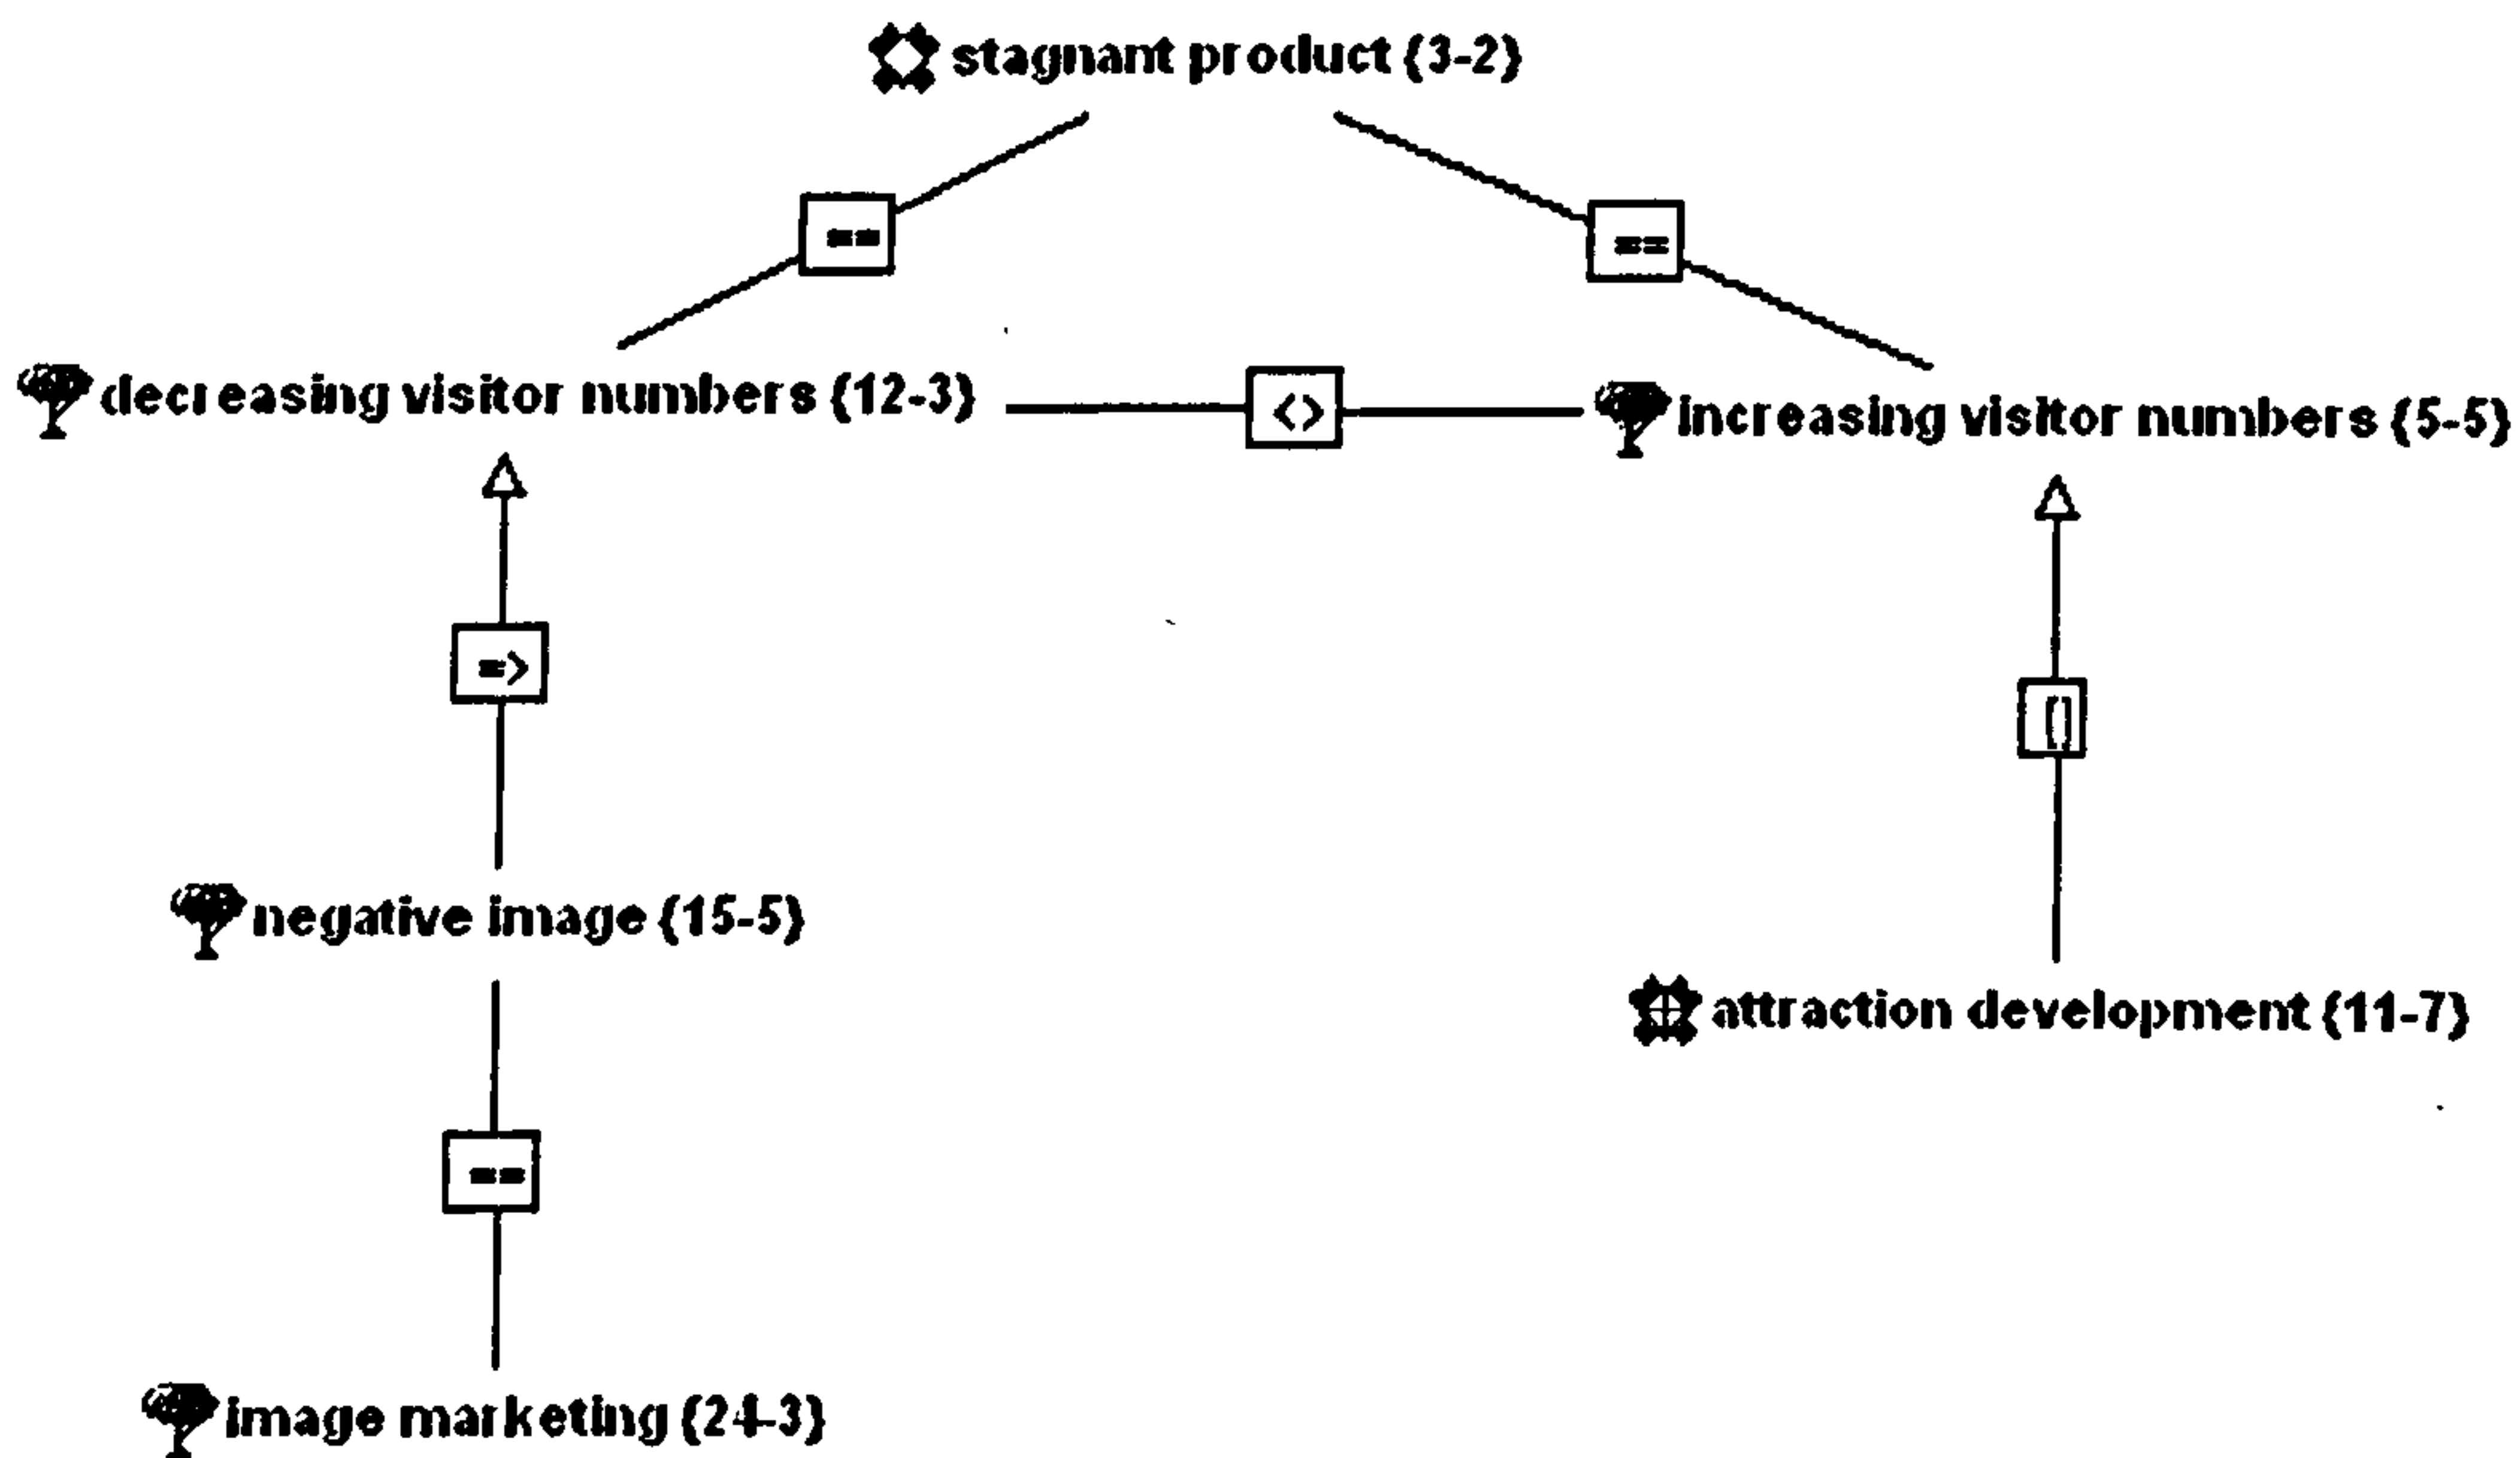 stagnant product {3-2}
==
==
decreasing visitor numbers {12-3}
<>
increasing visitor numbers {5-5}
=>
[]
negative image {15-5}
attraction development {11-7}
==
image marketing {24-3}